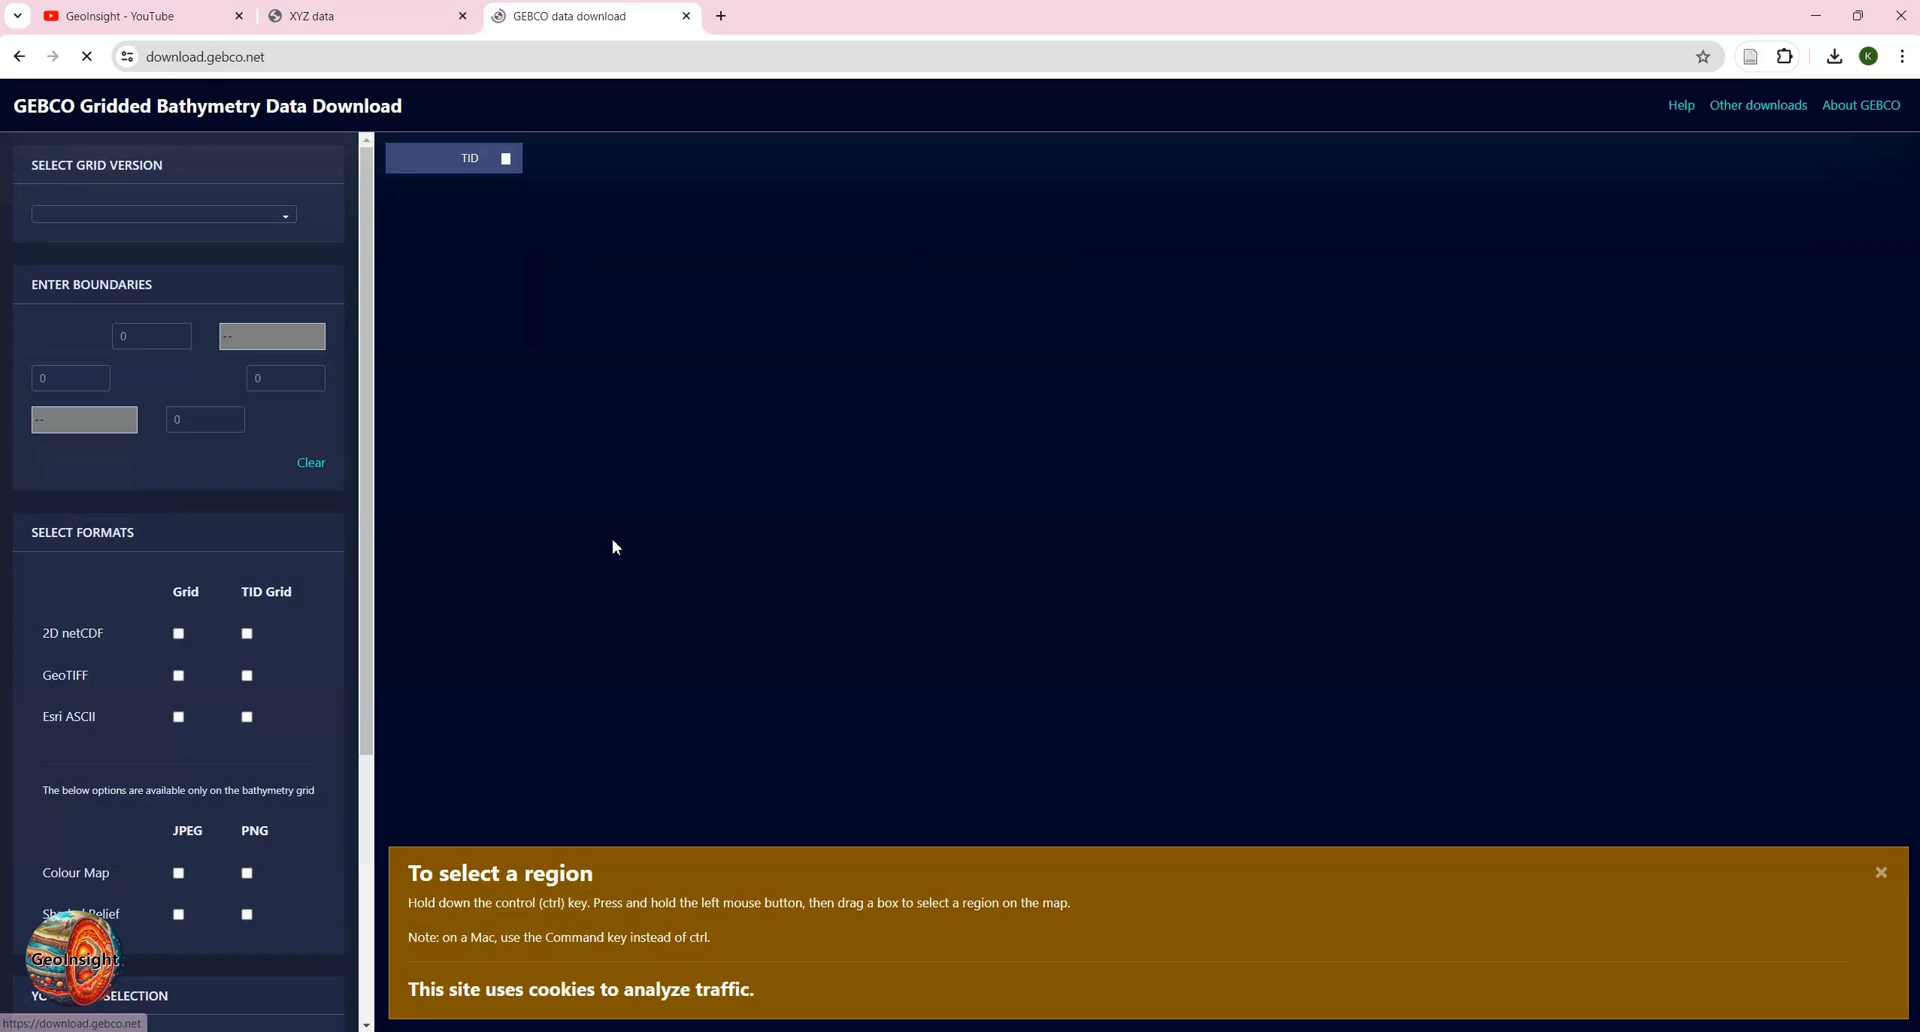 GeoInsight - YouTube
XYZ data
GEBCO data download
download.gebco.net
K
GEBCO Gridded Bathymetry Data Download
Help
Other downloads
About GEBCO
SELECT GRID VERSION
TID
ENTER BOUNDARIES
0
--
0
0
--
0
Clear
SELECT FORMATS
Grid
TID Grid
2D netCDF
GeoTIFF
Esri ASCII
The below options are available only on the bathymetry grid
JPEG
PNG
Colour Map
Relief
GeoInsight
SELECTION
To select a region
Hold down the control (ctrl) key. Press and hold the left mouse button, then drag a box to select a region on the map.
Note: on a Mac, use the Command key instead of ctrl.
This site uses cookies to analyze traffic.
https://download.gebco.net